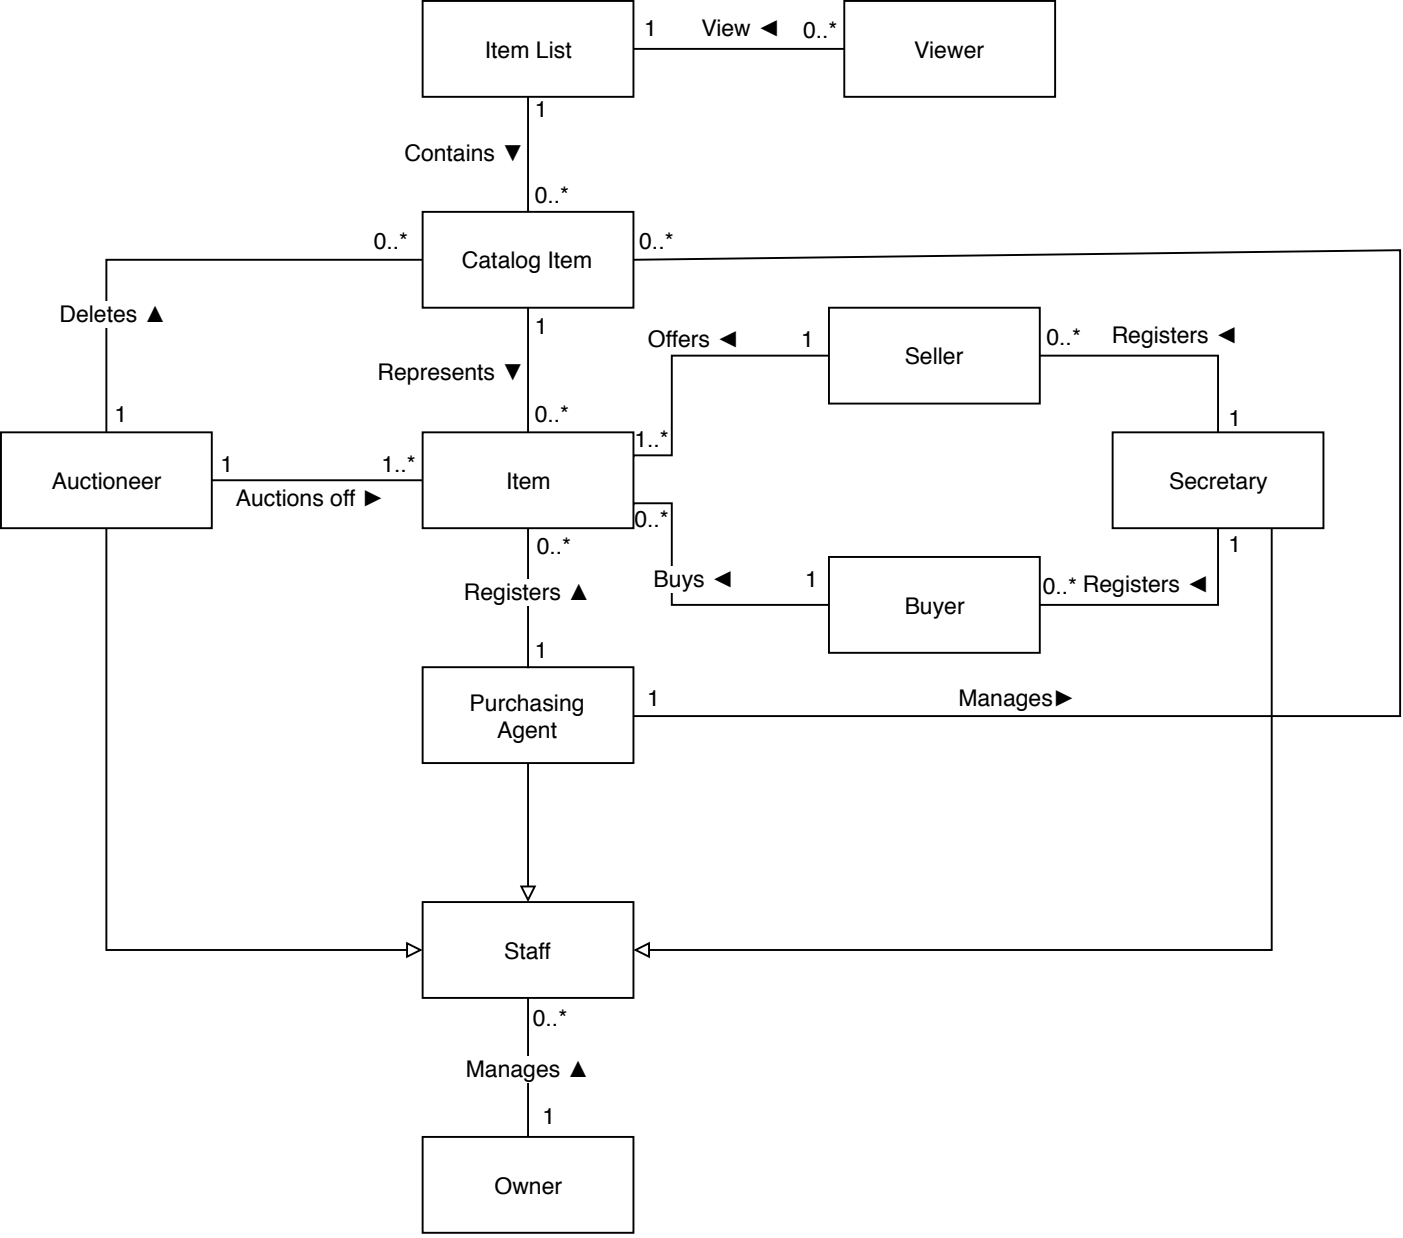 Item List
1
View ◄
0..*
Viewer
1
Contains ▼
0..*
0..*
Catalog Item
0..*
Deletes ▲
1
Represents ▼
0..*
Offers ◄
1
Seller
0..*
Registers ◄
1
1
1..*
Auctioneer
1
1..*
Auctions off ►
Item
Secretary
0..*
0..*
1
Registers ▲
Buys ◄
1
Buyer
0..*
Registers ◄
1
Purchasing
Agent
1
Manages►
Staff
0..*
Manages ▲
1
Owner